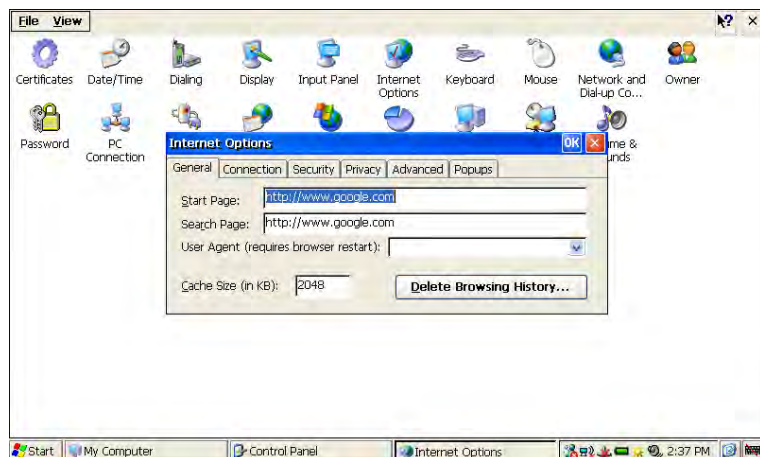 File View
Certificates Date/Time Dialing Display Input Panel Internet Options Keyboard Mouse Network and Dial-up Co... Owner
Password PC Connection
Internet Options OK
General Connection Security Privacy Advanced Popups
Start Page: http://www.google.com
Search Page: http://www.google.com
User Agent (requires browser restart):
Cache Size (in KB): 2048 Delete Browsing History...
Start My Computer Control Panel Internet Options 2:37 PM